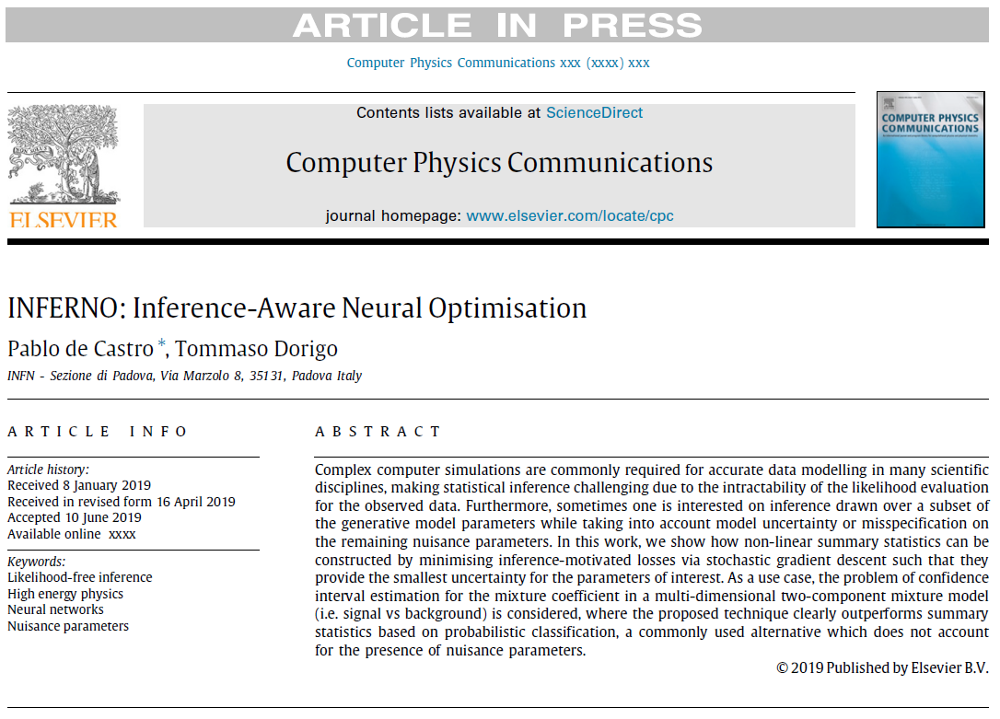 ARTICLE IN PRESS
Computer Physics Communications xxx (xxxx) xxx
Contents lists available at ScienceDirect
Computer Physics Communications
journal homepage: www.elsevier.com/locate/cpc
ELSEVIER
COMPUTER PHYSICS
COMMUNICATIONS
INFERNO: Inference-Aware Neural Optimisation
Pablo de Castro *, Tommaso Dorigo
INFN - Sezione di Padova, Via Marzolo 8, 35131, Padova Italy
ARTICLE INFO
Article history:
Received 8 January 2019
Received in revised form 16 April 2019
Accepted 10 June 2019
Available online xxxx
Keywords:
Likelihood-free inference
High energy physics
Neural networks
Nuisance parameters
ABSTRACT
Complex computer simulations are commonly required for accurate data modelling in many scientific
disciplines, making statistical inference challenging due to the intractability of the likelihood evaluation
for the observed data. Furthermore, sometimes one is interested on inference drawn over a subset of
the generative model parameters while taking into account model uncertainty or misspecification on
the remaining nuisance parameters. In this work, we show how non-linear summary statistics can be
constructed by minimising inference-motivated losses via stochastic gradient descent such that they
provide the smallest uncertainty for the parameters of interest. As a use case, the problem of confidence
interval estimation for the mixture coefficient in a multi-dimensional two-component mixture model
(i.e. signal vs background) is considered, where the proposed technique clearly outperforms summary
statistics based on probabilistic classification, a commonly used alternative which does not account
for the presence of nuisance parameters.
© 2019 Published by Elsevier B.V.